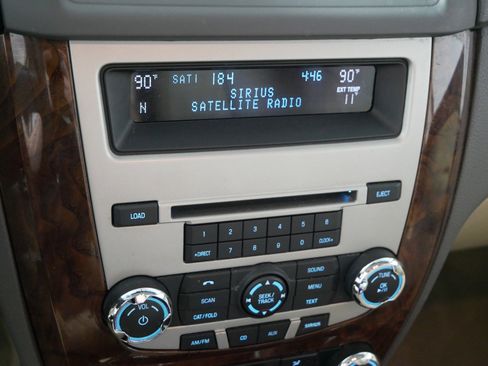 90°F SAT1 184 4:46 90°F
SIRIUS EXT TEMP
N SATELLITE RADIO 11°
LOAD EJECT
1 2 3 4 5 6
+DIRECT 7 8 9 0 CLOCK+
SOUND
SCAN SEEK/ MENU TUNE
TRACK OK
VOL CAT/FOLD TEXT
AM/FM CD AUX SIRIUS